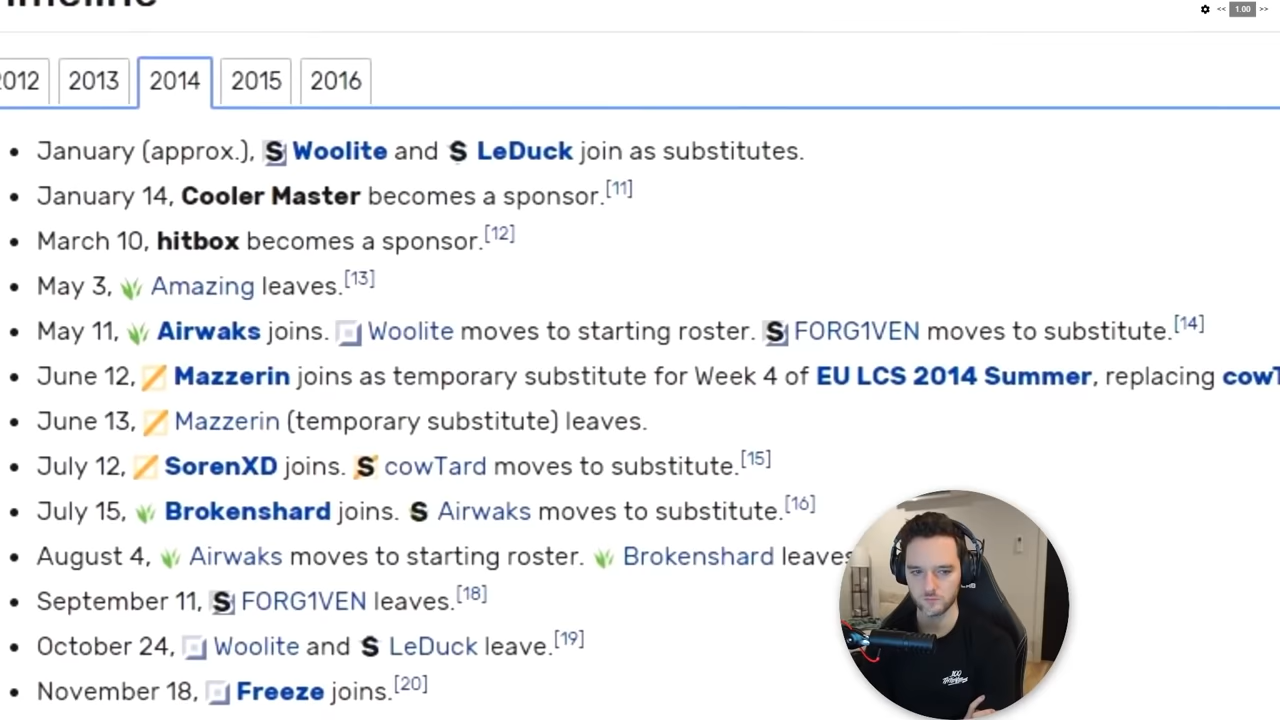 1.00
2012 2013 2014 2015 2016
January (approx.), S Woolite and S LeDuck join as substitutes.
January 14, Cooler Master becomes a sponsor.[11]
March 10, hitbox becomes a sponsor.[12]
May 3, Amazing leaves.[13]
May 11, Airwaks joins. Woolite moves to starting roster. S FORG1VEN moves to substitute.[14]
June 12, Mazzerin joins as temporary substitute for Week 4 of EU LCS 2014 Summer, replacing cowT
June 13, Mazzerin (temporary substitute) leaves.
July 12, SorenXD joins. S cowTard moves to substitute.[15]
July 15, Brokenshard joins. S Airwaks moves to substitute.[16]
August 4, Airwaks moves to starting roster. Brokenshard leaves
September 11, S FORG1VEN leaves.[18]
October 24, Woolite and S LeDuck leave.[19]
November 18, Freeze joins.[20]